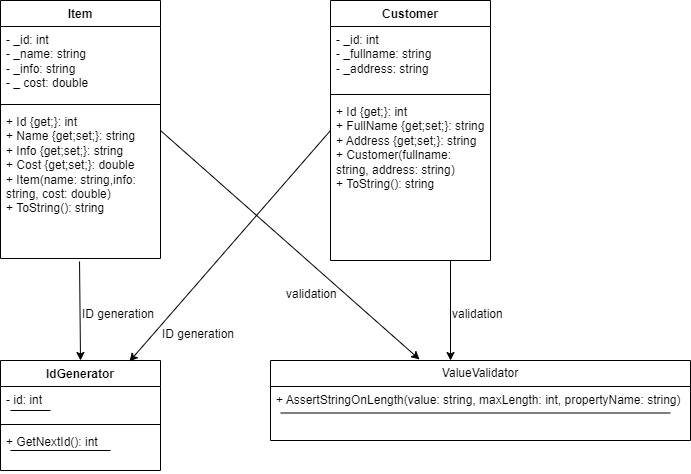 Item
- _id: int
- _name: string
- _info: string
- _ cost: double
+ Id {get;}: int
+ Name {get;set;}: string
+ Info {get;set;}: string
+ Cost {get;set;}: double
+ Item(name: string,info:
string, cost: double)
+ ToString(): string
Customer
- _id: int
- _fullname: string
- _address: string
+ Id {get;}: int
+ FullName {get;set;}: string
+ Address {get;set;}: string
+ Customer(fullname:
string, address: string)
+ ToString(): string
ID generation
ID generation
validation
validation
IdGenerator
- id: int
+ GetNextId(): int
ValueValidator
+ AssertStringOnLength(value: string, maxLength: int, propertyName: string)